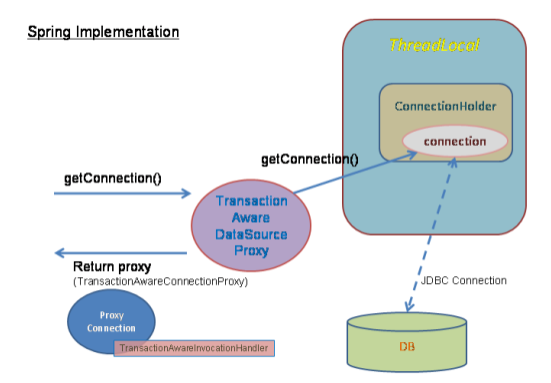 Spring Implementation
ThreadLocal
ConnectionHolder
connection
getConnection()
getConnection()
Transaction
Aware
DataSource
Proxy
Return proxy
(TransactionAwareConnectionProxy)
JDBC Connection
Proxy
Connection
TransactionAwareInvocationHandler
DB